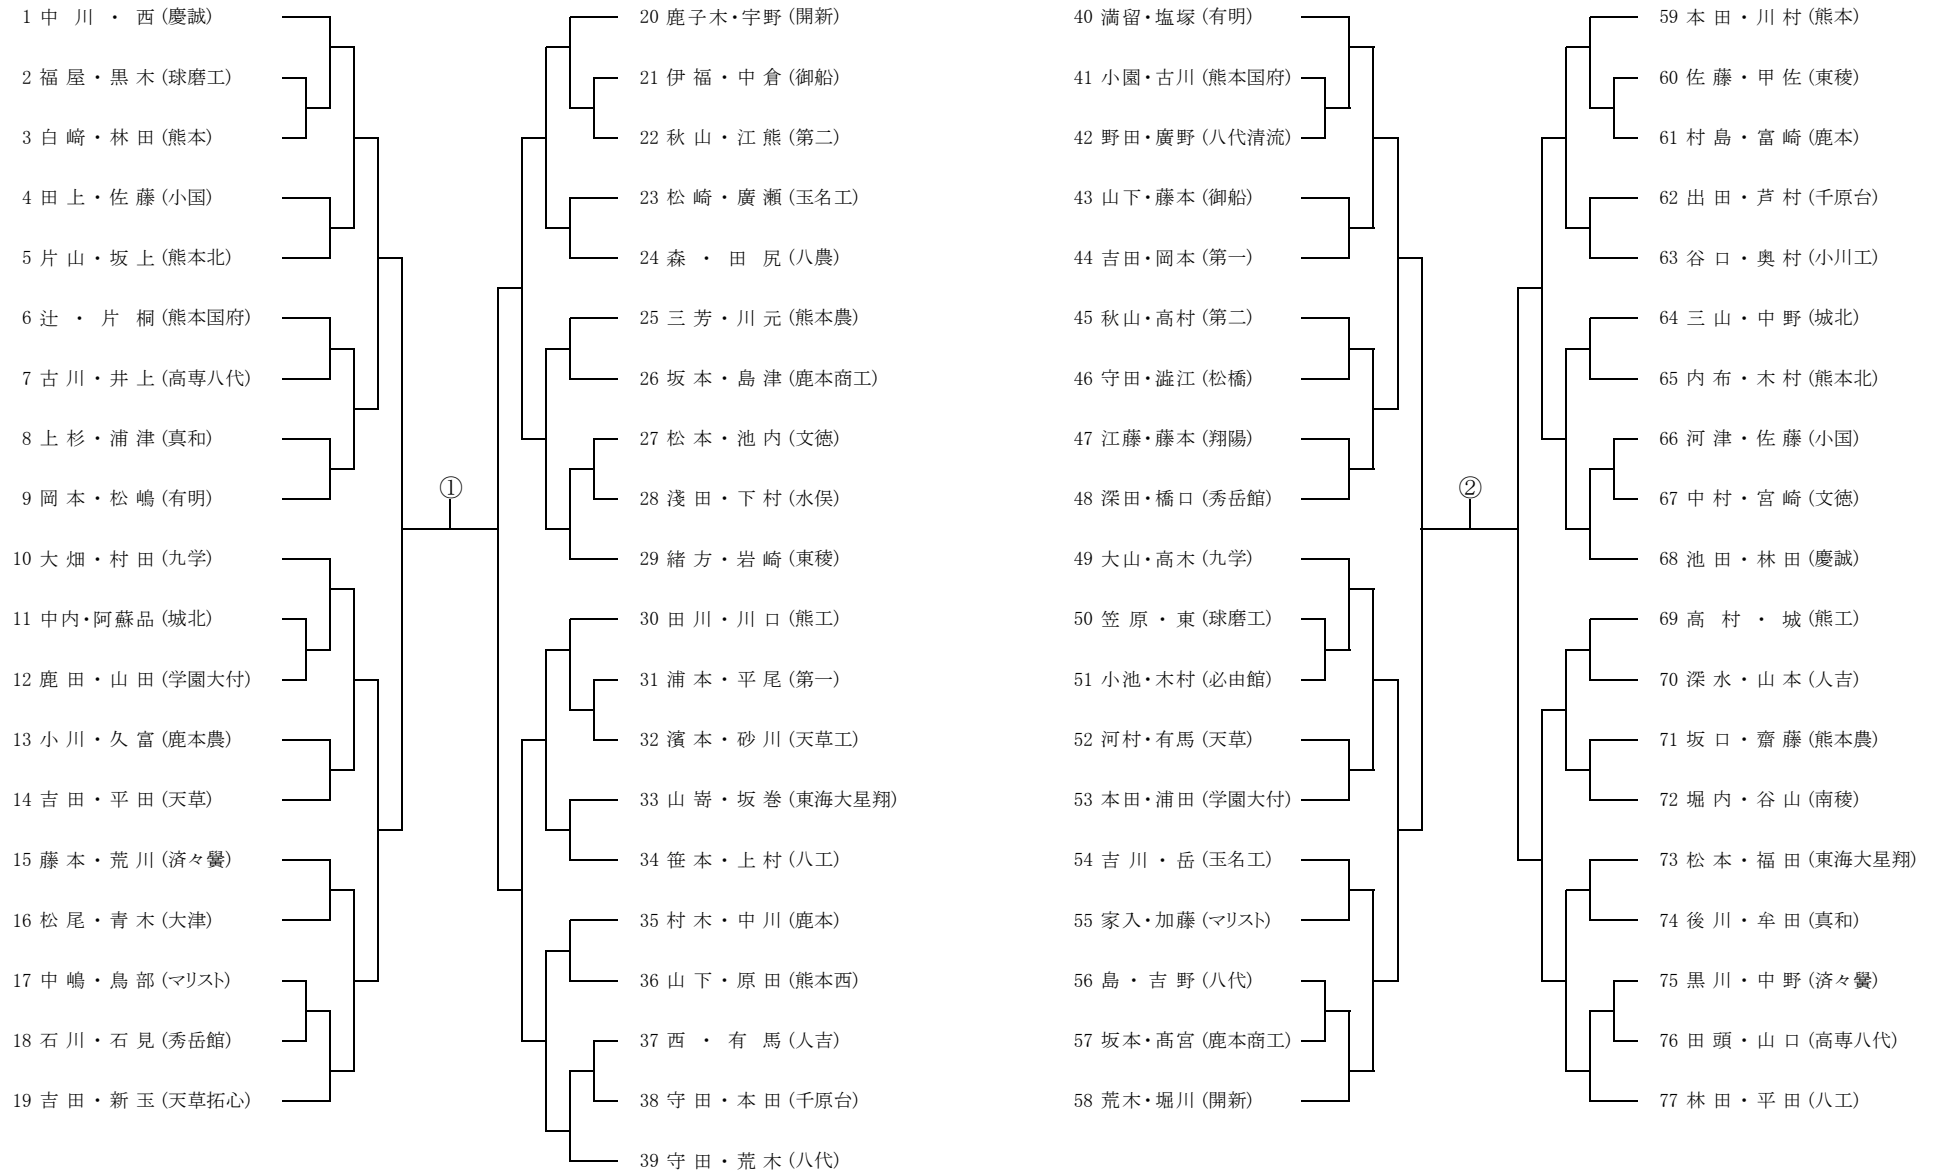 1 中川・西 (慶誠)
2 福屋・黒木 (球磨工)
3 白﨑・林田 (熊本)
4 田上・佐藤 (小国)
5 片山・坂上 (熊本北)
6 辻・片桐 (熊本国府)
7 古川・井上 (高専八代)
8 上杉・浦津 (真和)
9 岡本・松嶋 (有明)
10 大畑・村田 (九学)
11 中内・阿蘇品 (城北)
12 鹿田・山田 (学園大付)
13 小川・久富 (鹿本農)
14 吉田・平田 (天草)
15 藤本・荒川 (済々黌)
16 松尾・青木 (大津)
17 中嶋・鳥部 (マリスト)
18 石川・石見 (秀岳館)
19 吉田・新玉 (天草拓心)
①
20 鹿子木・宇野 (開新)
21 伊福・中倉 (御船)
22 秋山・江熊 (第二)
23 松崎・廣瀬 (玉名工)
24 森・田尻 (八農)
25 三芳・川元 (熊本農)
26 坂本・島津 (鹿本商工)
27 松本・池内 (文徳)
28 淺田・下村 (水俣)
29 緒方・岩崎 (東稜)
30 田川・川口 (熊工)
31 浦本・平尾 (第一)
32 濱本・砂川 (天草工)
33 山嵜・坂巻 (東海大星翔)
34 笹本・上村 (八工)
35 村木・中川 (鹿本)
36 山下・原田 (熊本西)
37 西・有馬 (人吉)
38 守田・本田 (千原台)
39 守田・荒木 (八代)
40 満留・塩塚 (有明)
41 小園・古川 (熊本国府)
42 野田・廣野 (八代清流)
43 山下・藤本 (御船)
44 吉田・岡本 (第一)
45 秋山・高村 (第二)
46 守田・澁江 (松橋)
47 江藤・藤本 (翔陽)
48 深田・橋口 (秀岳館)
49 大山・高木 (九学)
50 笠原・東 (球磨工)
51 小池・木村 (必由館)
52 河村・有馬 (天草)
53 本田・浦田 (学園大付)
54 吉川・岳 (玉名工)
55 家入・加藤 (マリスト)
56 島・吉野 (八代)
57 坂本・髙宮 (鹿本商工)
58 荒木・堀川 (開新)
②
59 本田・川村 (熊本)
60 佐藤・甲佐 (東稜)
61 村島・富崎 (鹿本)
62 出田・芦村 (千原台)
63 谷口・奥村 (小川工)
64 三山・中野 (城北)
65 内布・木村 (熊本北)
66 河津・佐藤 (小国)
67 中村・宮崎 (文徳)
68 池田・林田 (慶誠)
69 高村・城 (熊工)
70 深水・山本 (人吉)
71 坂口・齋藤 (熊本農)
72 堀内・谷山 (南稜)
73 松本・福田 (東海大星翔)
74 後川・牟田 (真和)
75 黒川・中野 (済々黌)
76 田頭・山口 (高専八代)
77 林田・平田 (八工)